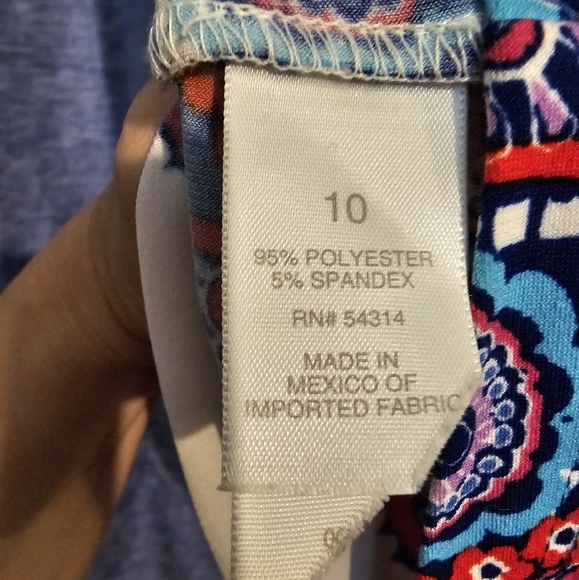 10
95% POLYESTER
5% SPANDEX
RN# 54314
MADE IN
MEXICO OF
IMPORTED FABRIC